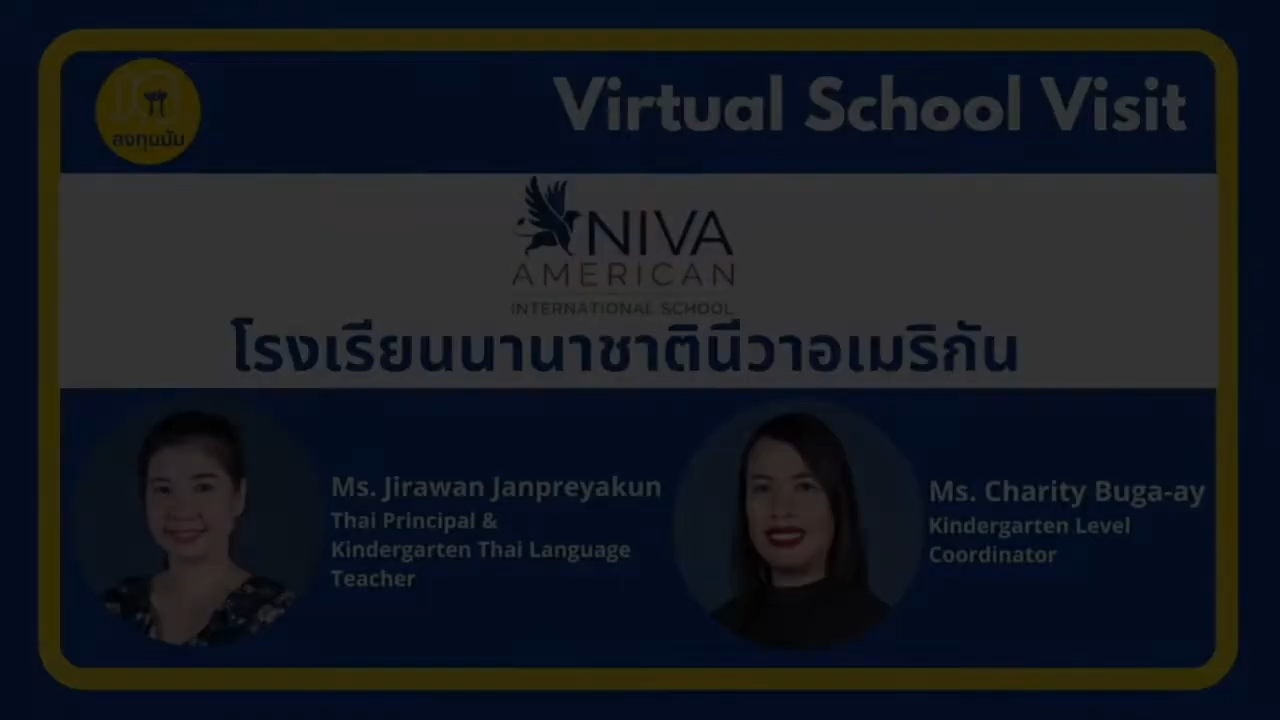 ลงทุนมัม
Virtual School Visit
NIVA
AMERICAN
INTERNATIONAL SCHOOL
โรงเรียนนานาชาตินีวาอเมริกัน
Ms. Jirawan Janpreyakun
Thai Principal &
Kindergarten Thai Language
Teacher
Ms. Charity Buga-ay
Kindergarten Level
Coordinator